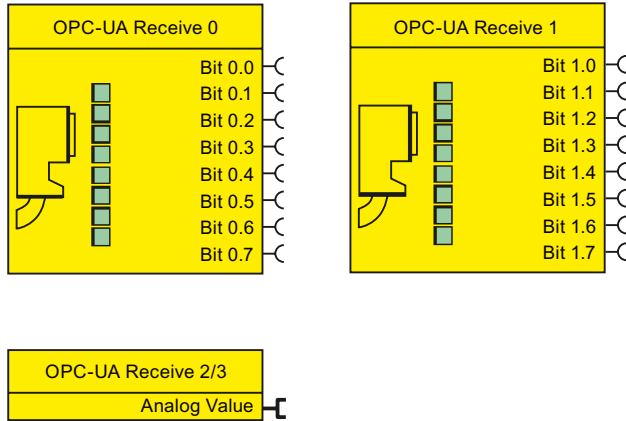 OPC-UA Receive 0
Bit 0.0
Bit 0.1
Bit 0.2
Bit 0.3
Bit 0.4
Bit 0.5
Bit 0.6
Bit 0.7
OPC-UA Receive 1
Bit 1.0
Bit 1.1
Bit 1.2
Bit 1.3
Bit 1.4
Bit 1.5
Bit 1.6
Bit 1.7
OPC-UA Receive 2/3
Analog Value